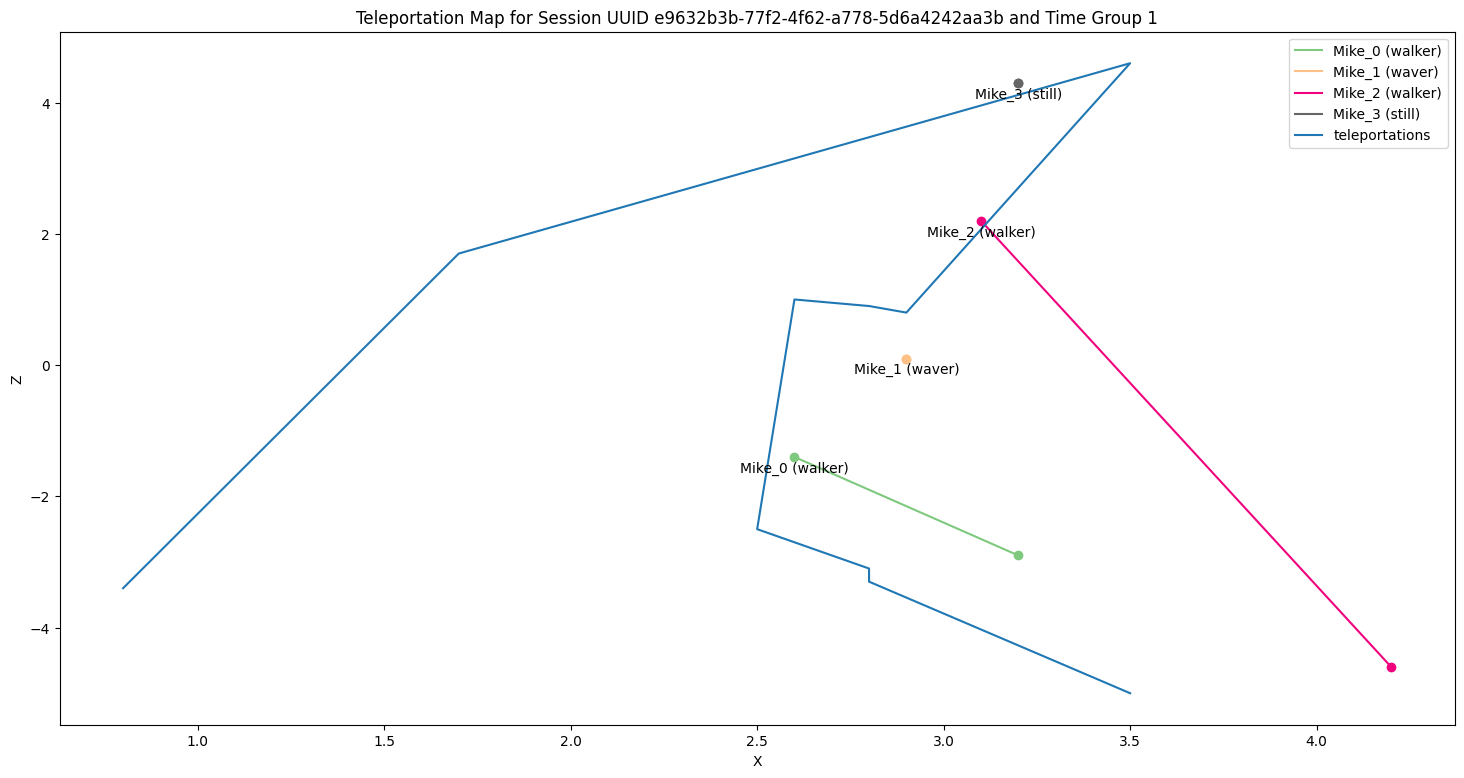 Teleportation Map for Session UUID e9632b3b-77f2-4f62-a778-5d6a4242aa3b and Time Group 1
Mike_0 (walker)
Mike_1 (waver)
Mike_2 (walker)
Mike_3 (still)
teleportations
Mike_3 (still)
Mike_2 (walker)
Mike_1 (waver)
Mike_0 (walker)
Z
4
2
0
−2
−4
1.0
1.5
2.0
2.5
3.0
3.5
4.0
X